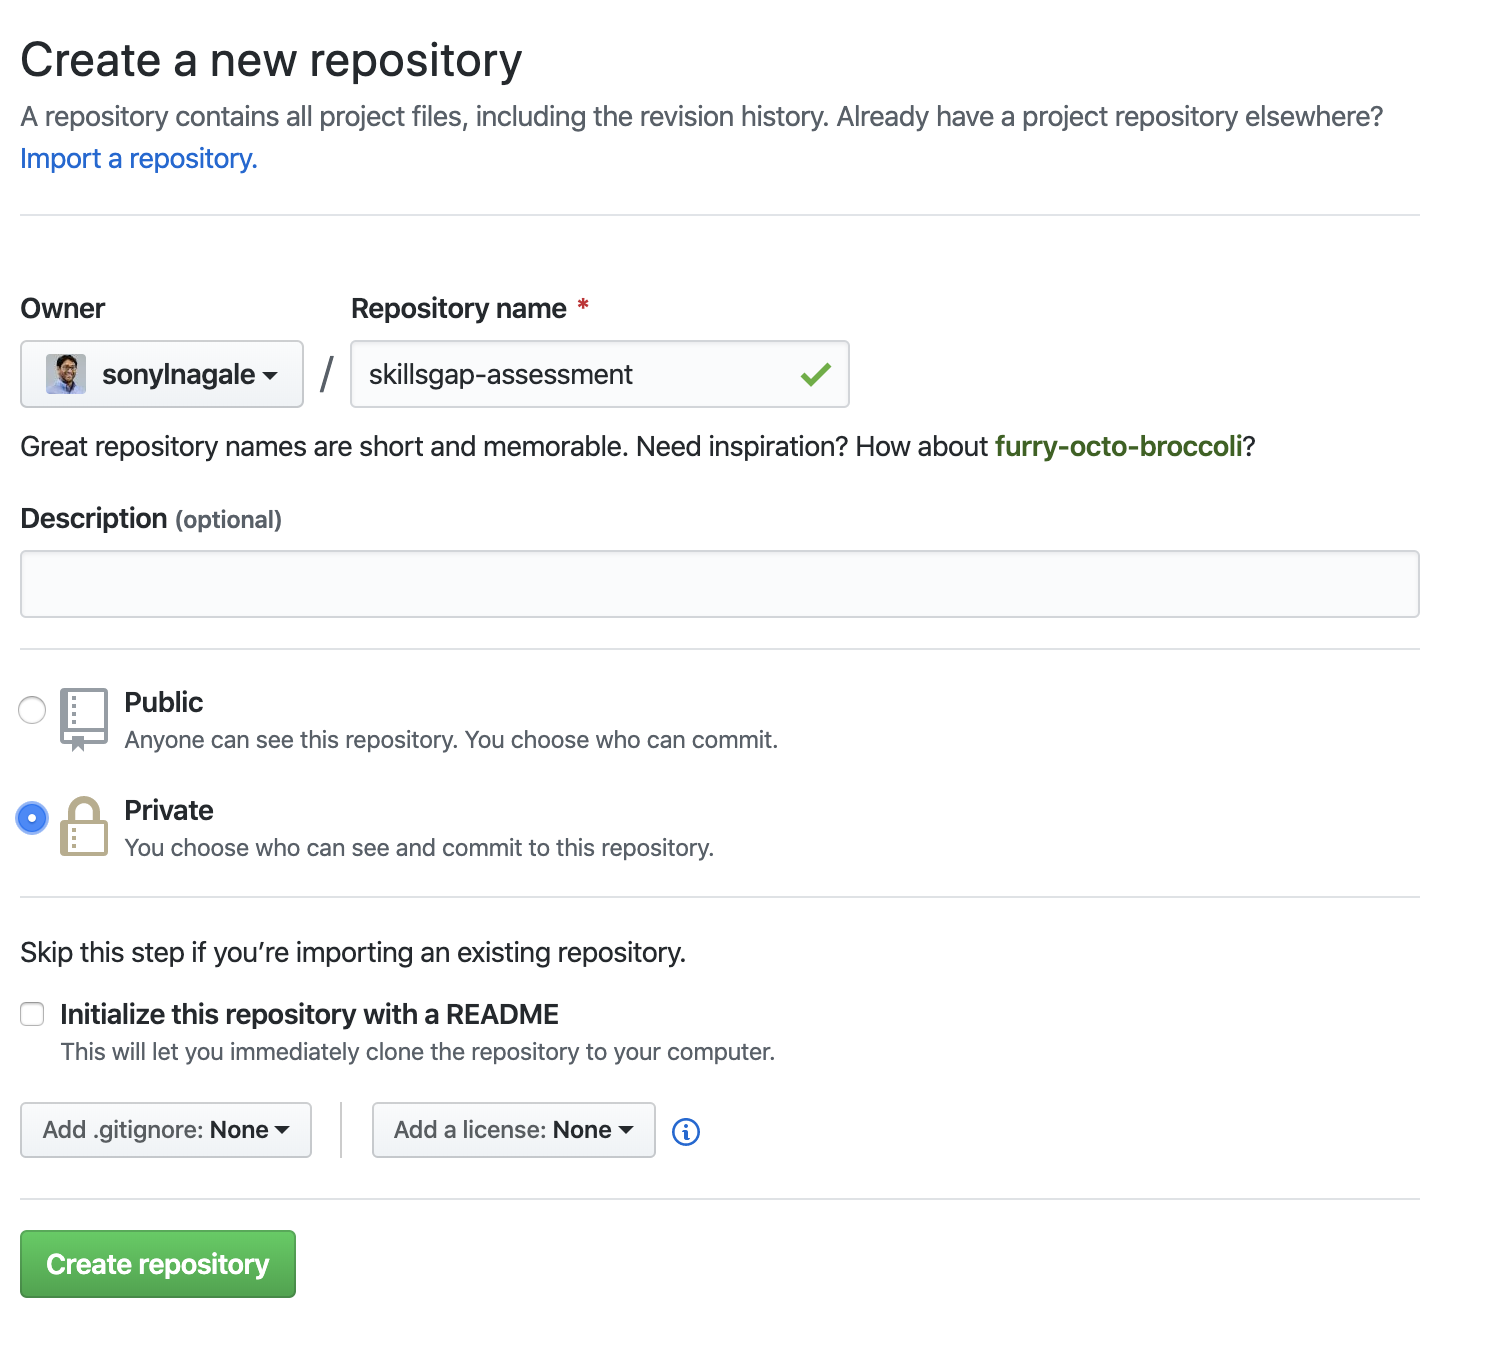 Create a new repository
A repository contains all project files, including the revision history. Already have a project repository elsewhere?
Import a repository.
Owner
Repository name *
sonylnagale
/
skillsgap-assessment
Great repository names are short and memorable. Need inspiration? How about furry-octo-broccoli?
Description (optional)
Public
Anyone can see this repository. You choose who can commit.
Private
You choose who can see and commit to this repository.
Skip this step if you’re importing an existing repository.
Initialize this repository with a README
This will let you immediately clone the repository to your computer.
Add .gitignore: None
Add a license: None
Create repository